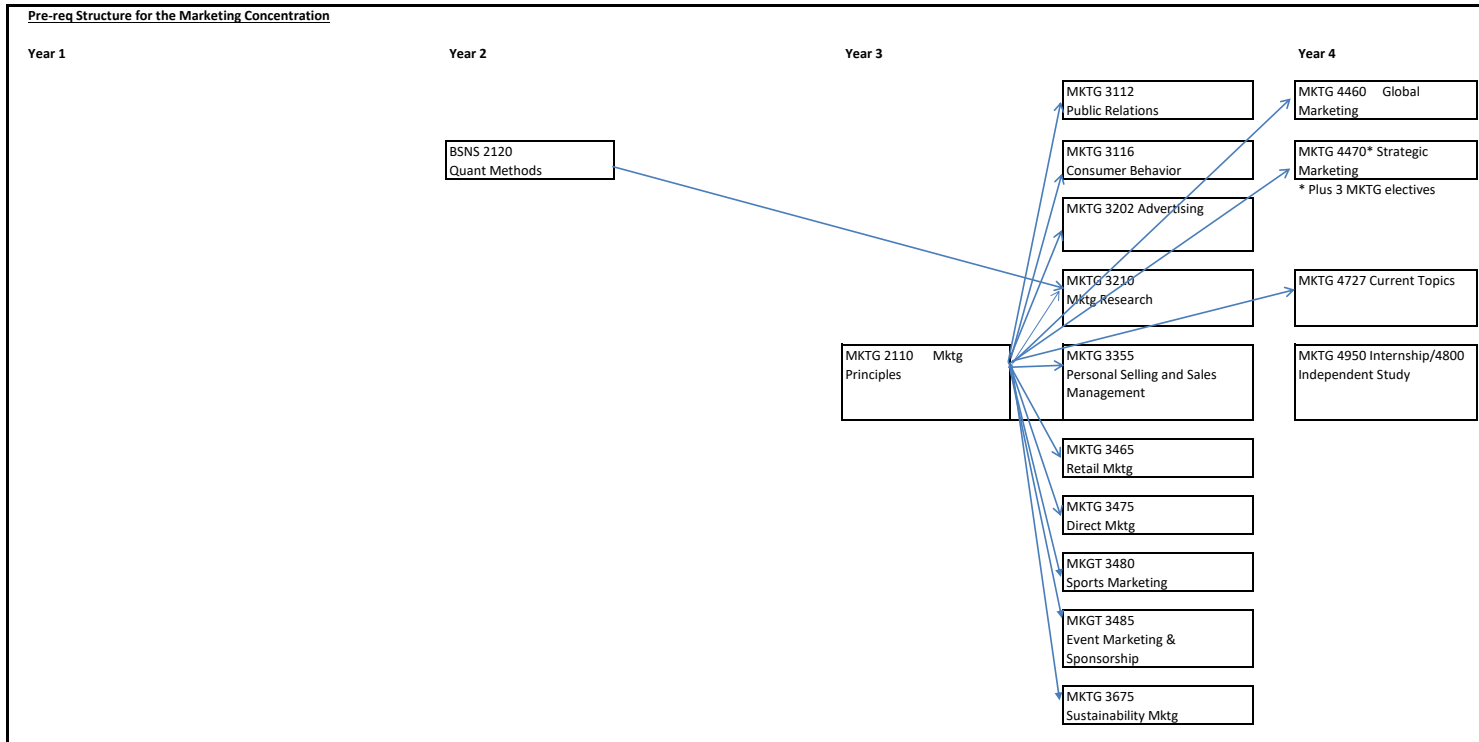 Pre-req Structure for the Marketing Concentration
Year 1
Year 2
Year 3
Year 4
BSNS 2120
Quant Methods
MKTG 2110 Mktg
Principles
MKTG 3112
Public Relations
MKTG 3116
Consumer Behavior
MKTG 3202 Advertising
MKTG 3210
Mktg Research
MKTG 3355
Personal Selling and Sales
Management
MKTG 3465
Retail Mktg
MKTG 3475
Direct Mktg
MKGT 3480
Sports Marketing
MKGT 3485
Event Marketing &
Sponsorship
MKTG 3675
Sustainability Mktg
MKTG 4460 Global
Marketing
MKTG 4470* Strategic
Marketing
* Plus 3 MKTG electives
MKTG 4727 Current Topics
MKTG 4950 Internship/4800
Independent Study